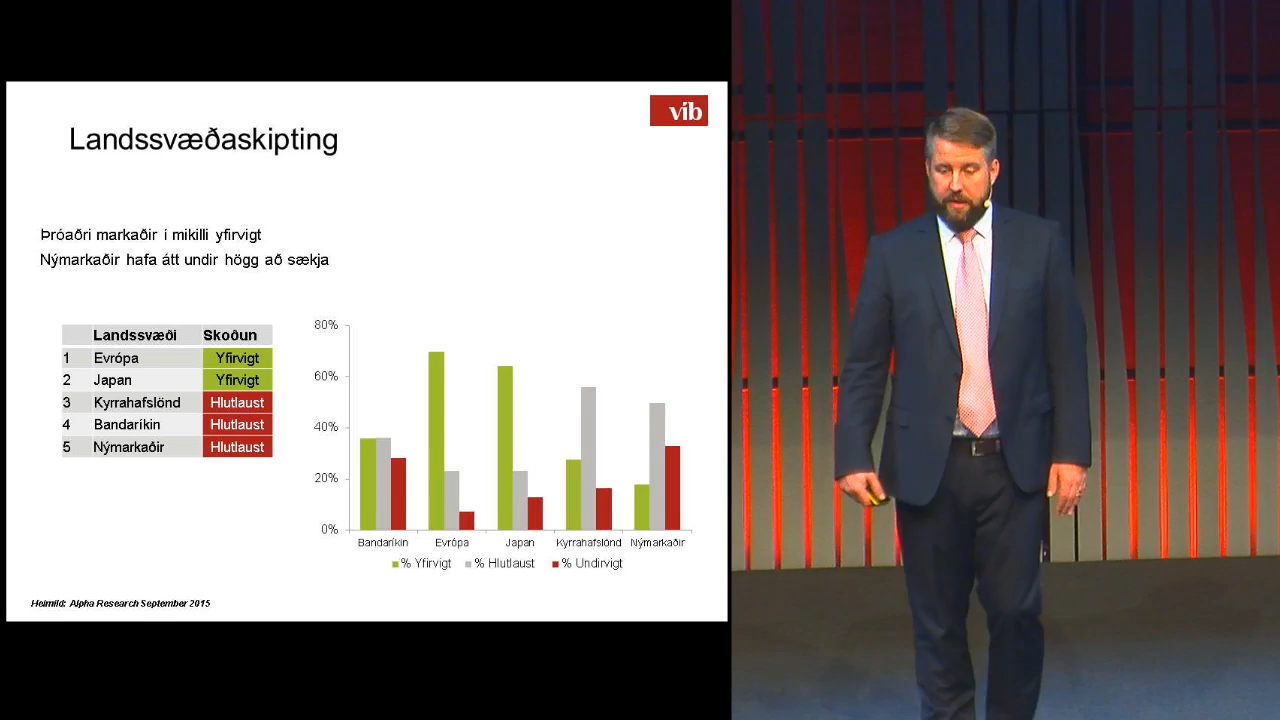 víb
Landssvæðaskipting
Þróaðri markaðir í mikilli yfirvigt
Nýmarkaðir hafa átt undir högg að sækja
Landssvæði Skoðun
1 Evrópa Yfirvigt
2 Japan Yfirvigt
3 Kyrrahafslönd Hlutlaust
4 Bandaríkin Hlutlaust
5 Nýmarkaðir Hlutlaust
80%
60%
40%
20%
0%
Bandaríkin Evrópa Japan Kyrrahafslönd Nýmarkaðir
% Yfirvigt % Hlutlaust % Undirvigt
Heimild: Alpha Research September 2015